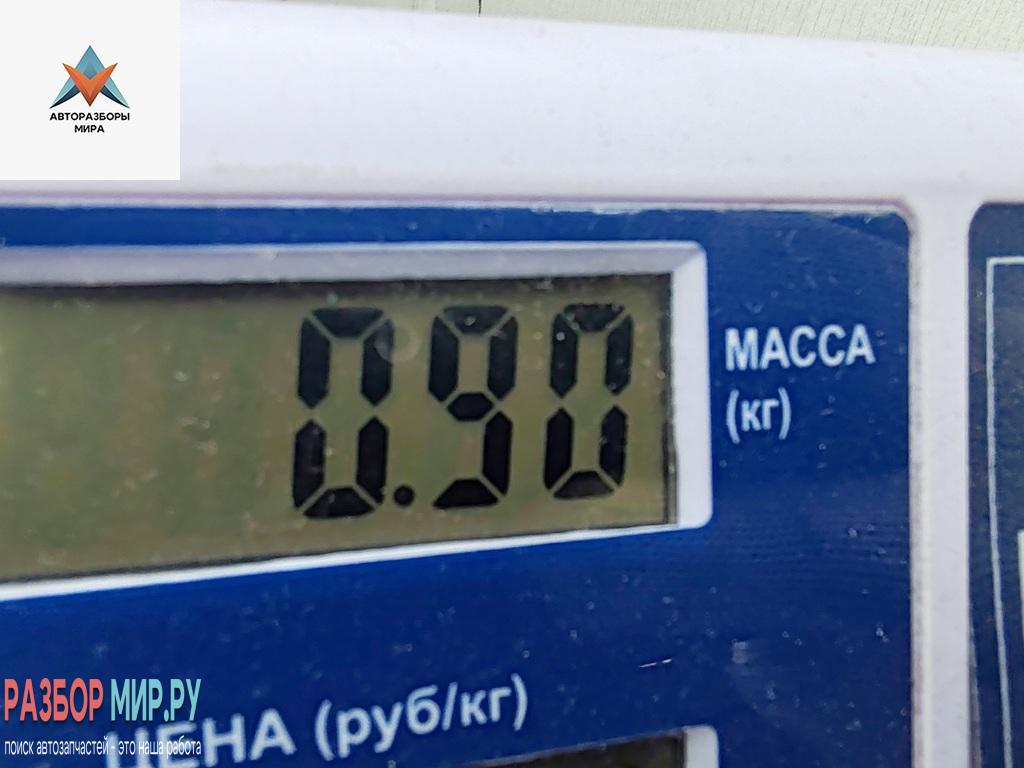 АВТОРАЗБОРЫ
МИРА
0.90
МАССА
(кг)
ЦЕНА (руб/кг)
РАЗБОР МИР.РУ
поиск автозапчастей - это наша работа